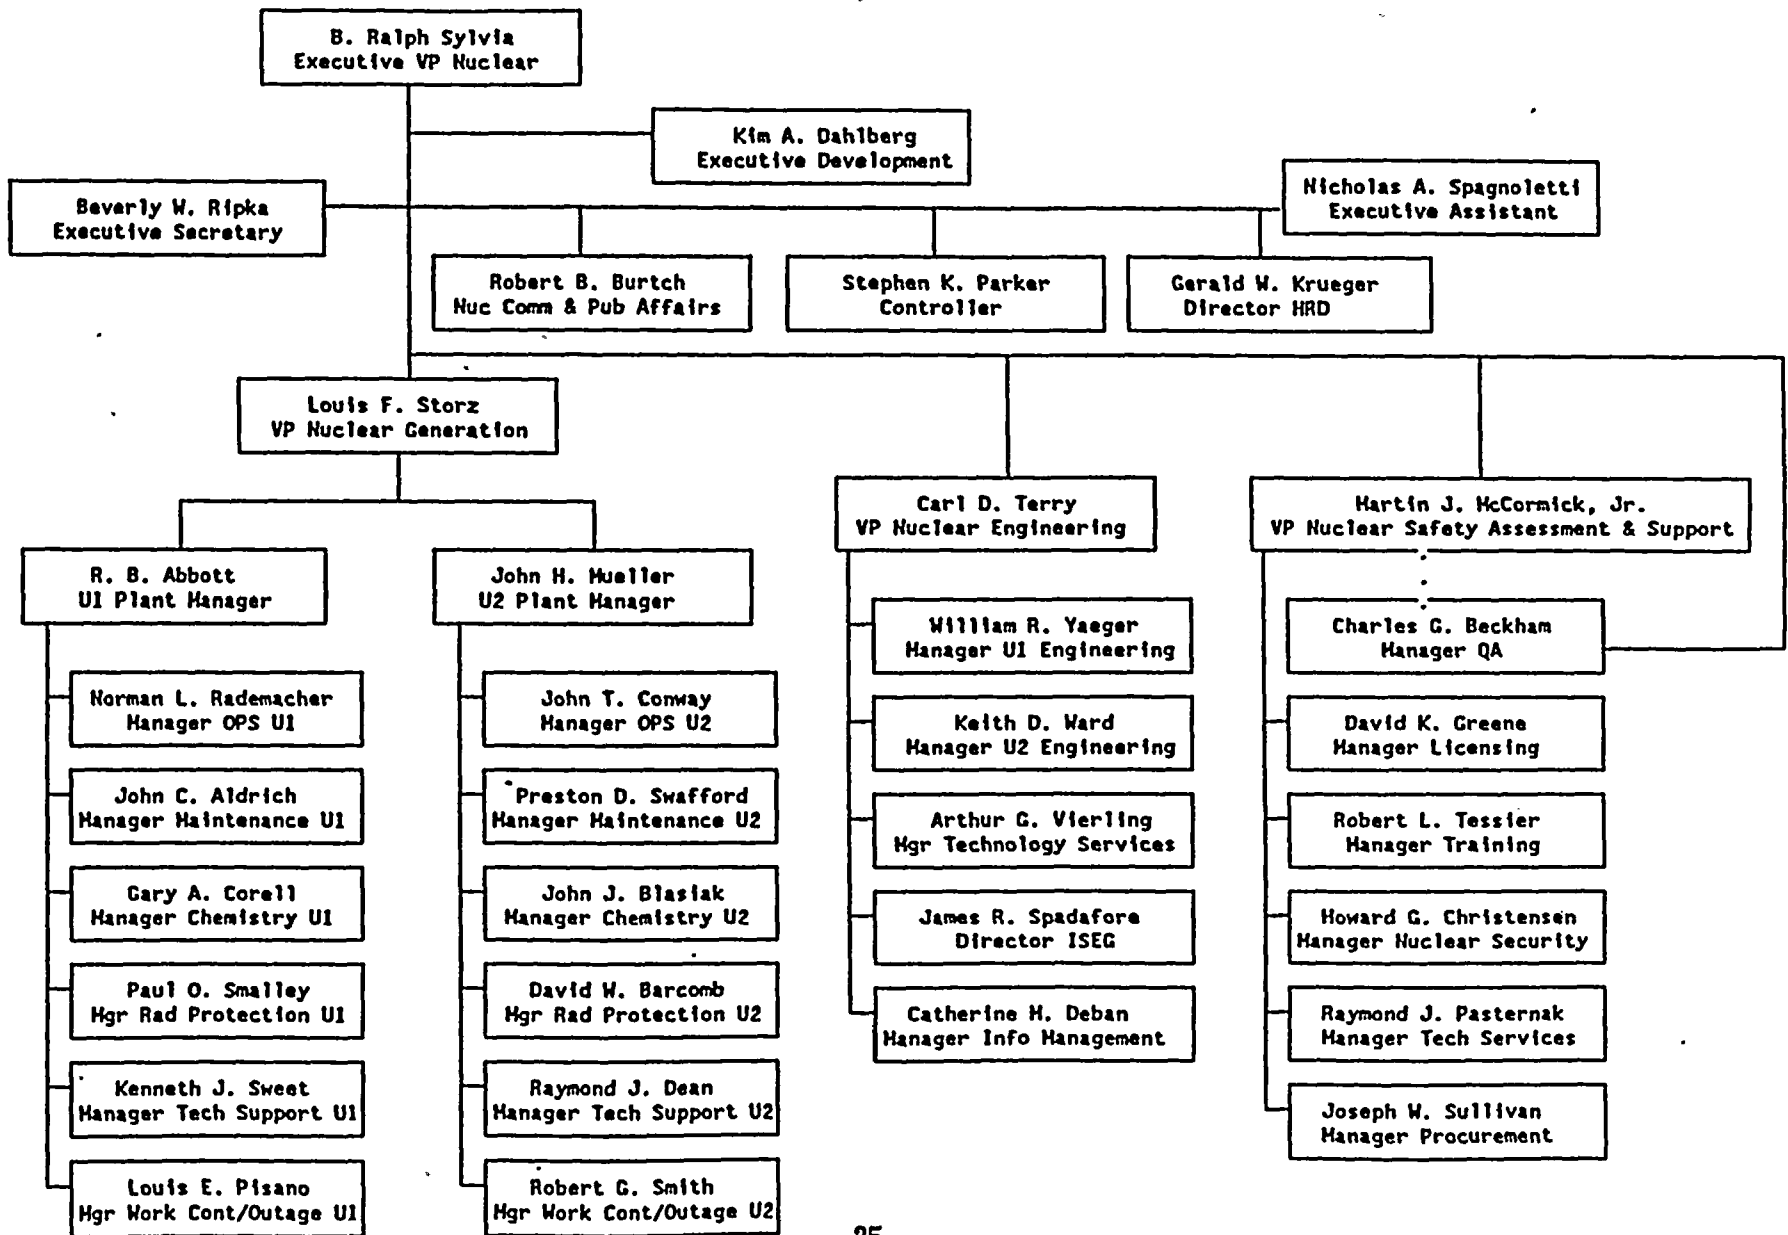 B. Ralph Sylvia
Executive VP Nuclear
Kim A. Dahlberg
Executive Development
Beverly W. Ripka
Executive Secretary
Nicholas A. Spagnoletti
Executive Assistant
Robert B. Burtch
Nuc Comm & Pub Affairs
Stephen K. Parker
Controller
Gerald W. Krueger
Director HRD
Louis F. Storz
VP Nuclear Generation
Carl D. Terry
VP Nuclear Engineering
Martin J. McCormick, Jr.
VP Nuclear Safety Assessment & Support
R. B. Abbott
U1 Plant Manager
John H. Mueller
U2 Plant Manager
Norman L. Rademacher
Manager OPS U1
John C. Aldrich
Manager Maintenance U1
Gary A. Corell
Manager Chemistry U1
Paul O. Smalley
Mgr Rad Protection U1
Kenneth J. Sweet
Manager Tech Support U1
Louis E. Pisano
Mgr Work Cont/Outage U1
John T. Conway
Manager OPS U2
Preston D. Swafford
Manager Maintenance U2
John J. Blasiak
Manager Chemistry U2
David W. Barcomb
Mgr Rad Protection U2
Raymond J. Dean
Manager Tech Support U2
Robert G. Smith
Mgr Work Cont/Outage U2
William R. Yaeger
Manager U1 Engineering
Keith D. Ward
Manager U2 Engineering
Arthur G. Vierling
Mgr Technology Services
James R. Spadafore
Director ISEG
Catherine H. Deban
Manager Info Management
Charles G. Beckham
Manager QA
David K. Greene
Manager Licensing
Robert L. Tessier
Manager Training
Howard G. Christensen
Manager Nuclear Security
Raymond J. Pasternak
Manager Tech Services
Joseph W. Sullivan
Manager Procurement